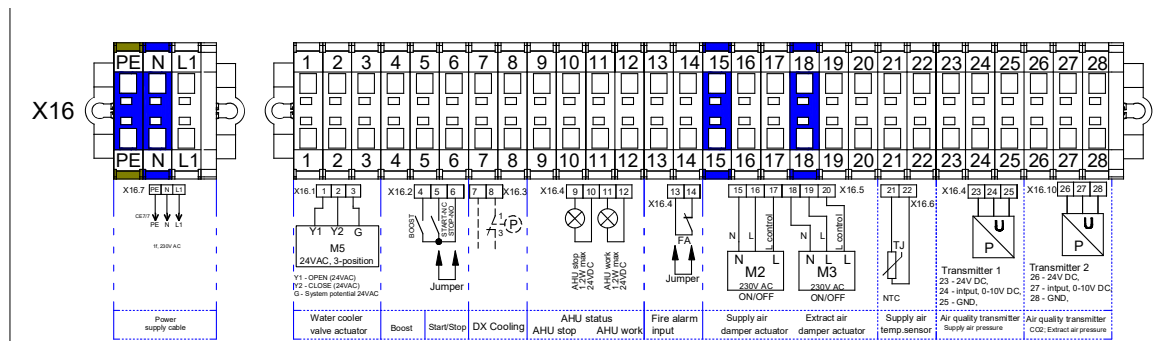 PE N L1
1 2 3 4 5 6 7 8 9 10 11 12 13 14 15 16 17 18 19 20 21 22 23 24 25 26 27 28
X16
PE N L1
1 2 3 4 5 6 7 8 9 10 11 12 13 14 15 16 17 18 19 20 21 22 23 24 25 26 27 28
X16.7 PE N L1
CE7/7
PE N L1
1f, 230V AC
Power
supply cable
X16.1 1 2 3
Y1 Y2 G
M5
24VAC, 3-position
Y1 - OPEN (24VAC)
Y2 - CLOSE (24VAC)
G - System potential 24VAC
Water cooler
valve actuator
X16.2 4 5 6
BOOST
START-NC
STOP-NO
Jumper
Boost
Start/Stop
7 8 X16.3
1
3
P
DX Cooling
X16.4 9 10 11 12
AHU stop
1.2W max
24VDC
AHU work
1.2W max
24VDC
AHU status
AHU stop AHU work
13 14
X16.4
FA
Jumper
Fire alarm
input
15 16 17 18 19 20 X16.5
N L L control
N L L
M2
230V AC
ON/OFF
Supply air
damper actuator
N L L control
N L L
M3
230V AC
ON/OFF
Extract air
damper actuator
21 22
X16.6
TJ
NTC
Supply air
temp.sensor
X16.4 23 24 25
U
P
Transmitter 1
23 - 24V DC,
24 - intput, 0-10V DC,
25 - GND,
Air quality transmitter
Supply air pressure
X16.10 26 27 28
U
P
Transmitter 2
26 - 24V DC,
27 - intput, 0-10V DC,
28 - GND,
Air quality transmitter
CO2; Extract air pressure